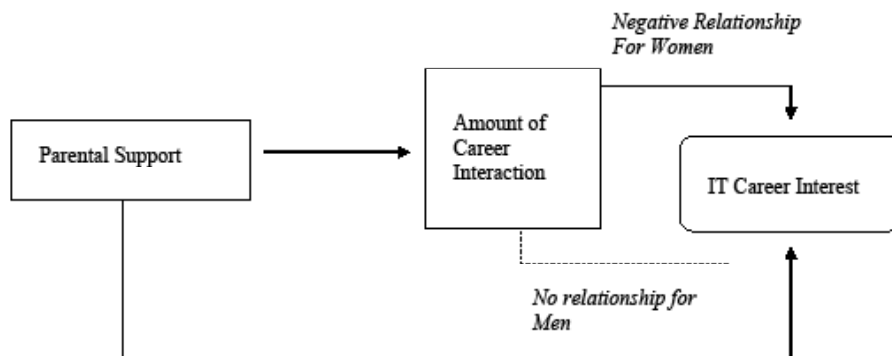 Negative Relationship
For Women
Parental Support
Amount of
Career
Interaction
IT Career Interest
No relationship for
Men